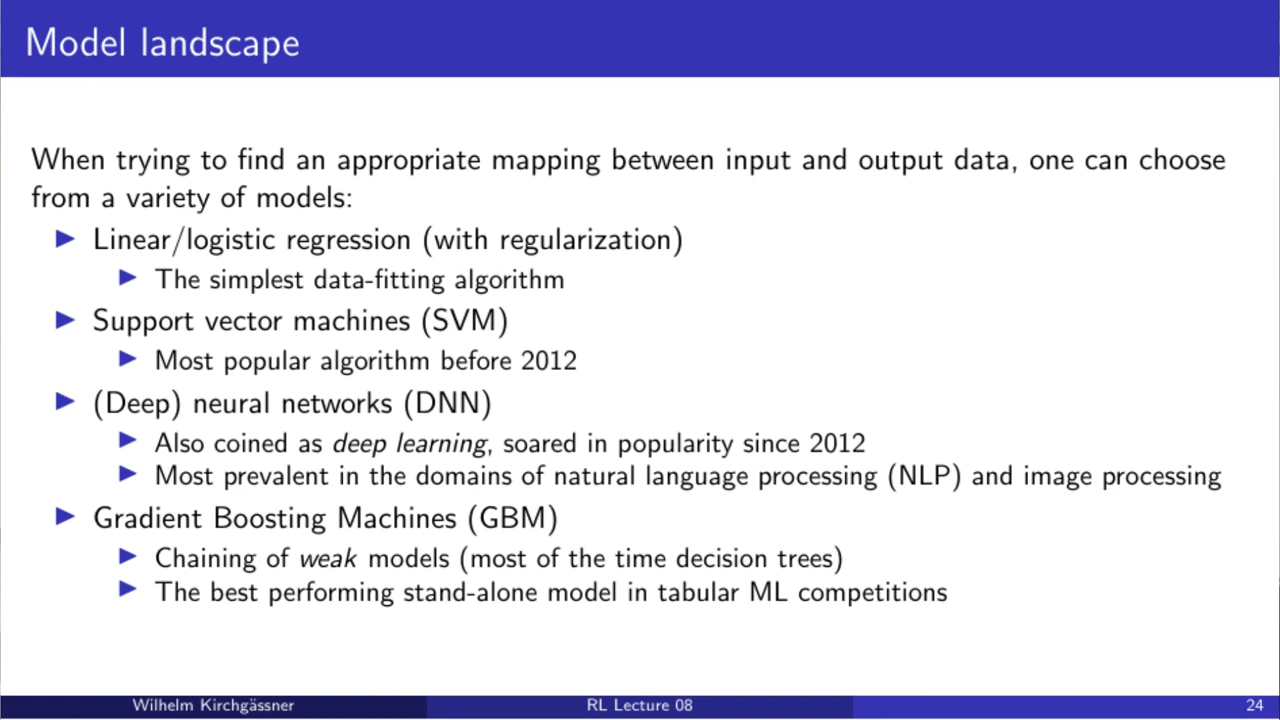 Model landscape
When trying to find an appropriate mapping between input and output data, one can choose
from a variety of models:
Linear/logistic regression (with regularization)
The simplest data-fitting algorithm
Support vector machines (SVM)
Most popular algorithm before 2012
(Deep) neural networks (DNN)
Also coined as deep learning, soared in popularity since 2012
Most prevalent in the domains of natural language processing (NLP) and image processing
Gradient Boosting Machines (GBM)
Chaining of weak models (most of the time decision trees)
The best performing stand-alone model in tabular ML competitions
Wilhelm Kirchgässner RL Lecture 08 24